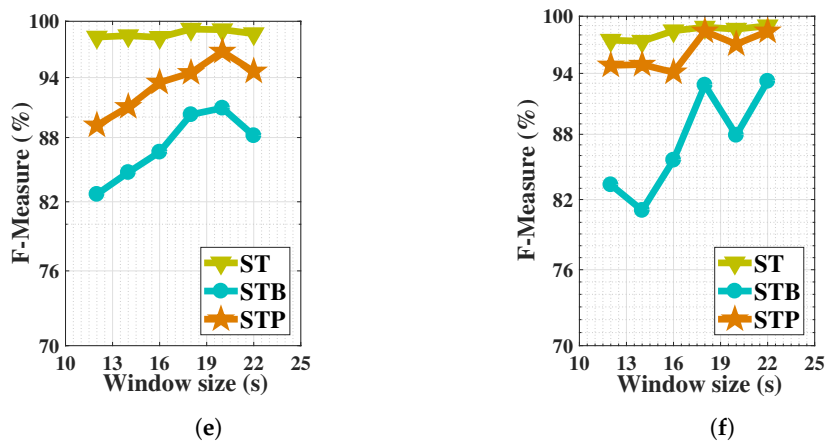 100
94
88
82
76
70
F-Measure (%)
10 13 16 19 22 25
Window size (s)
ST
STB
STP
(e)
100
94
88
82
76
70
F-Measure (%)
10 13 16 19 22 25
Window size (s)
ST
STB
STP
(f)